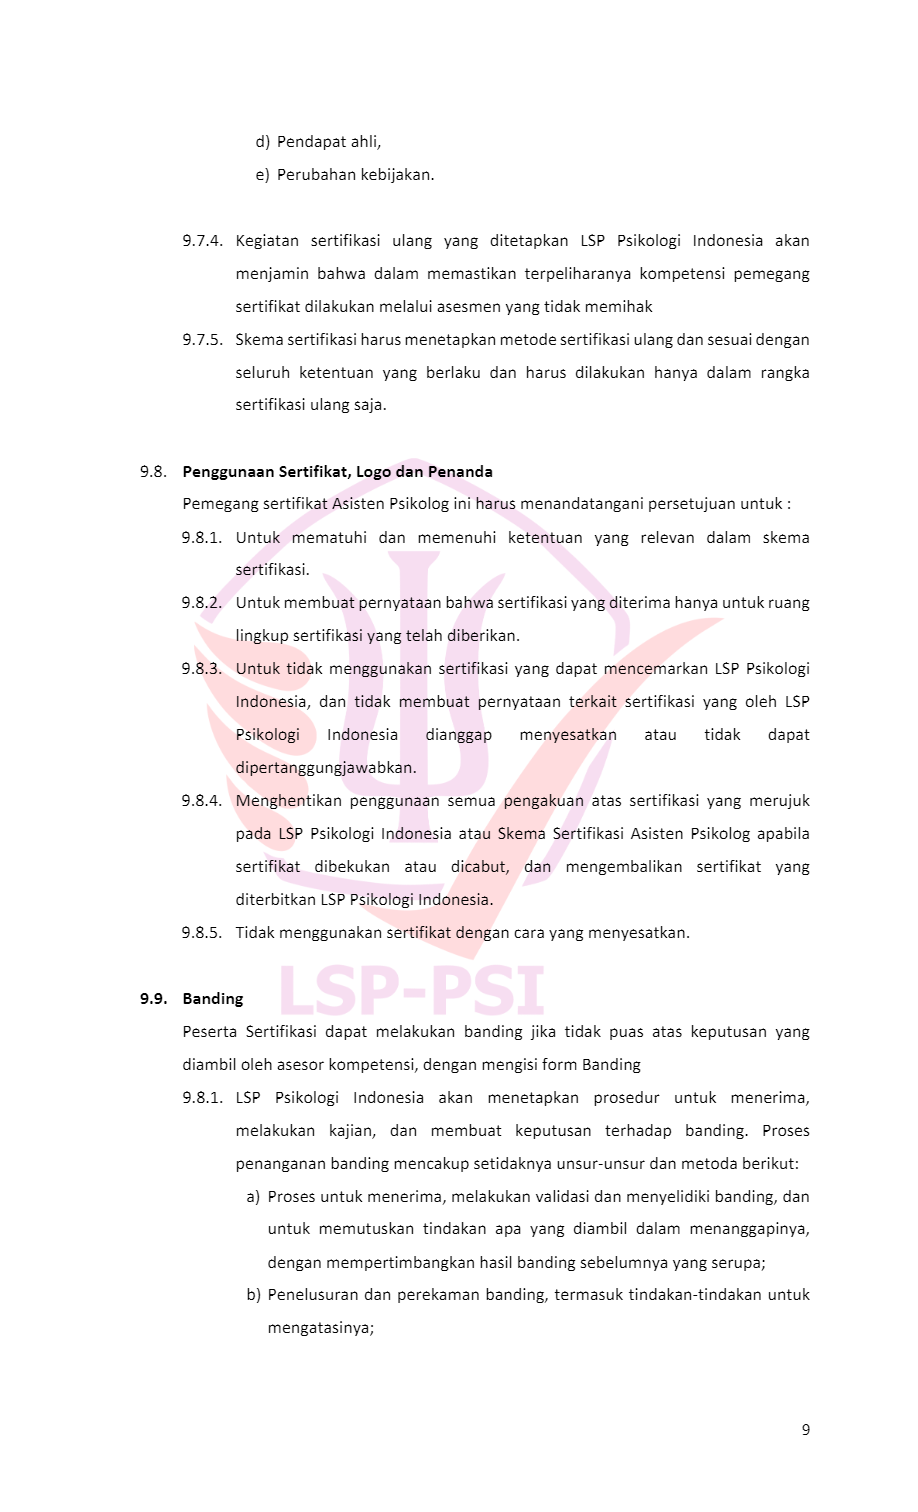 d) Pendapat ahli,
e) Perubahan kebijakan.
9.7.4. Kegiatan sertifikasi ulang yang ditetapkan LSP Psikologi Indonesia akan
menjamin bahwa dalam memastikan terpeliharanya kompetensi pemegang
sertifikat dilakukan melalui asesmen yang tidak memihak
9.7.5. Skema sertifikasi harus menetapkan metode sertifikasi ulang dan sesuai dengan
seluruh ketentuan yang berlaku dan harus dilakukan hanya dalam rangka
sertifikasi ulang saja.
9.8. Penggunaan Sertifikat, Logo dan Penanda
Pemegang sertifikat Asisten Psikolog ini harus menandatangani persetujuan untuk :
9.8.1. Untuk mematuhi dan memenuhi ketentuan yang relevan dalam skema
sertifikasi.
9.8.2. Untuk membuat pernyataan bahwa sertifikasi yang diterima hanya untuk ruang
lingkup sertifikasi yang telah diberikan.
9.8.3. Untuk tidak menggunakan sertifikasi yang dapat mencemarkan LSP Psikologi
Indonesia, dan tidak membuat pernyataan terkait sertifikasi yang oleh LSP
Psikologi Indonesia dianggap menyesatkan atau tidak dapat
dipertanggungjawabkan.
9.8.4. Menghentikan penggunaan semua pengakuan atas sertifikasi yang merujuk
pada LSP Psikologi Indonesia atau Skema Sertifikasi Asisten Psikolog apabila
sertifikat dibekukan atau dicabut, dan mengembalikan sertifikat yang
diterbitkan LSP Psikologi Indonesia.
9.8.5. Tidak menggunakan sertifikat dengan cara yang menyesatkan.
LSP-PSI
9.9. Banding
Peserta Sertifikasi dapat melakukan banding jika tidak puas atas keputusan yang
diambil oleh asesor kompetensi, dengan mengisi form Banding
9.8.1. LSP Psikologi Indonesia akan menetapkan prosedur untuk menerima,
melakukan kajian, dan membuat keputusan terhadap banding. Proses
penanganan banding mencakup setidaknya unsur-unsur dan metoda berikut:
a) Proses untuk menerima, melakukan validasi dan menyelidiki banding, dan
untuk memutuskan tindakan apa yang diambil dalam menanggapinya,
dengan mempertimbangkan hasil banding sebelumnya yang serupa;
b) Penelusuran dan perekaman banding, termasuk tindakan-tindakan untuk
mengatasinya;
9